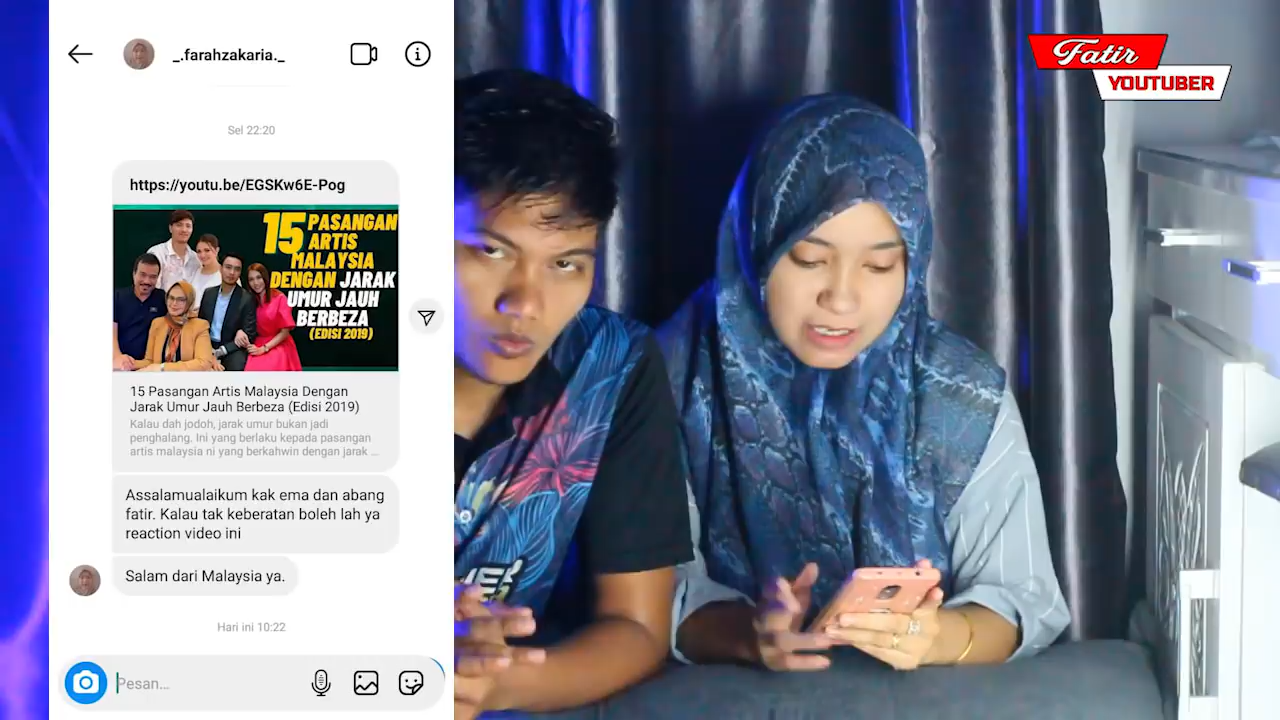 _.farahzakaria._
Sel 22:20
https://youtu.be/EGSKw6E-Pog
15 PASANGAN
ARTIS
MALAYSIA
DENGAN JARAK
UMUR JAUH
BERBEZA
(EDISI 2019)
15 Pasangan Artis Malaysia Dengan
Jarak Umur Jauh Berbeza (Edisi 2019)
Kalau dah jodoh, jarak umur bukan jadi
penghalang. Ini yang berlaku kepada pasangan
artis malaysia ni yang berkahwin dengan jarak ...
Assalamualaikum kak ema dan abang
fatir. Kalau tak keberatan boleh lah ya
reaction video ini
Salam dari Malaysia ya.
Hari ini 10:22
Pesan...
Fatir
YOUTUBER